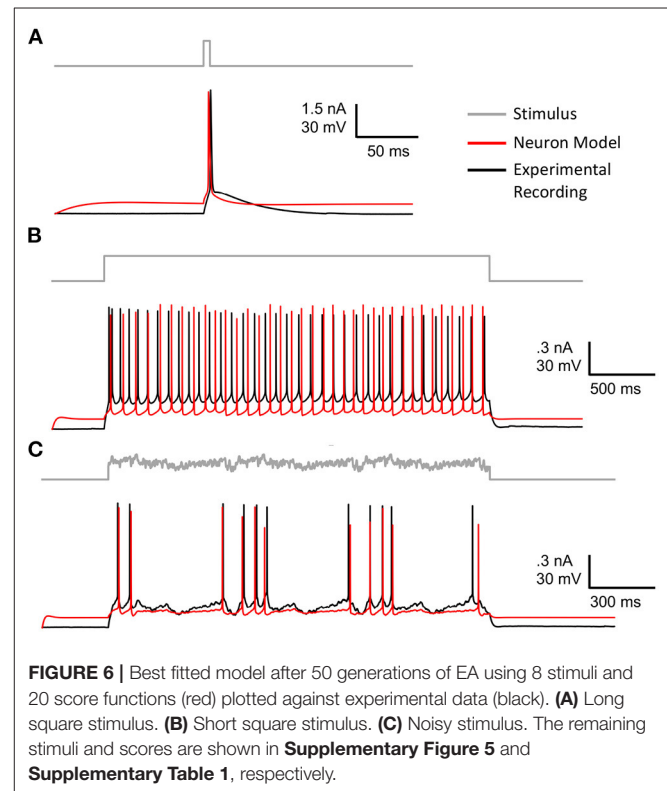 A
1.5 nA
30 mV
50 ms
Stimulus
Neuron Model
Experimental
Recording
B
.3 nA
30 mV
500 ms
C
.3 nA
30 mV
300 ms
FIGURE 6 | Best fitted model after 50 generations of EA using 8 stimuli and
20 score functions (red) plotted against experimental data (black). (A) Long
square stimulus. (B) Short square stimulus. (C) Noisy stimulus. The remaining
stimuli and scores are shown in Supplementary Figure 5 and
Supplementary Table 1, respectively.